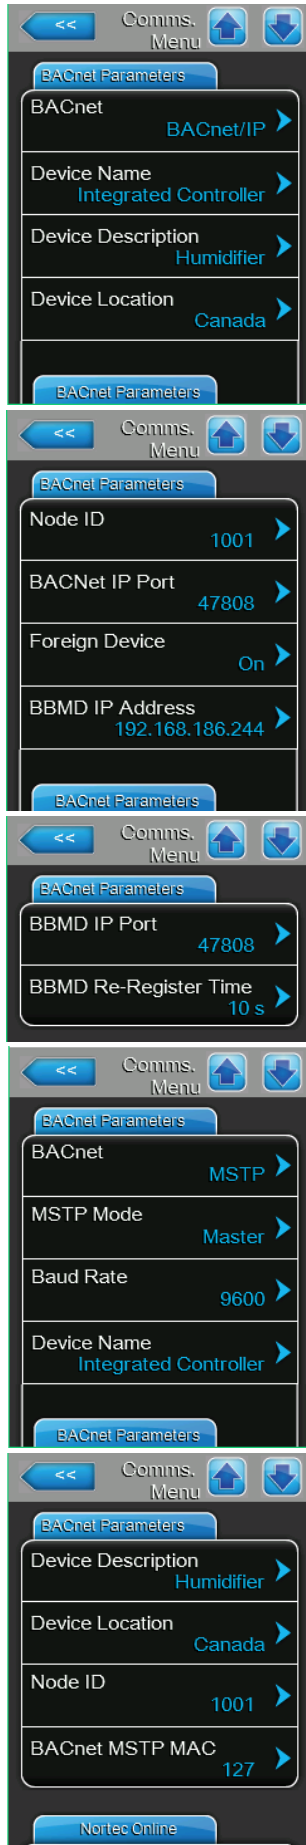 <<
Comms.
Menu
BACnet Parameters
BACnet
BACnet/IP
Device Name
Integrated Controller
Device Description
Humidifier
Device Location
Canada
BACnet Parameters
<<
Comms.
Menu
BACnet Parameters
Node ID
1001
BACNet IP Port
47808
Foreign Device
On
BBMD IP Address
192.168.186.244
BACnet Parameters
<<
Comms.
Menu
BACnet Parameters
BBMD IP Port
47808
BBMD Re-Register Time
10 s
<<
Comms.
Menu
BACnet Parameters
BACnet
MSTP
MSTP Mode
Master
Baud Rate
9600
Device Name
Integrated Controller
BACnet Parameters
<<
Comms.
Menu
BACnet Parameters
Device Description
Humidifier
Device Location
Canada
Node ID
1001
BACnet MSTP MAC
127
Nortec Online